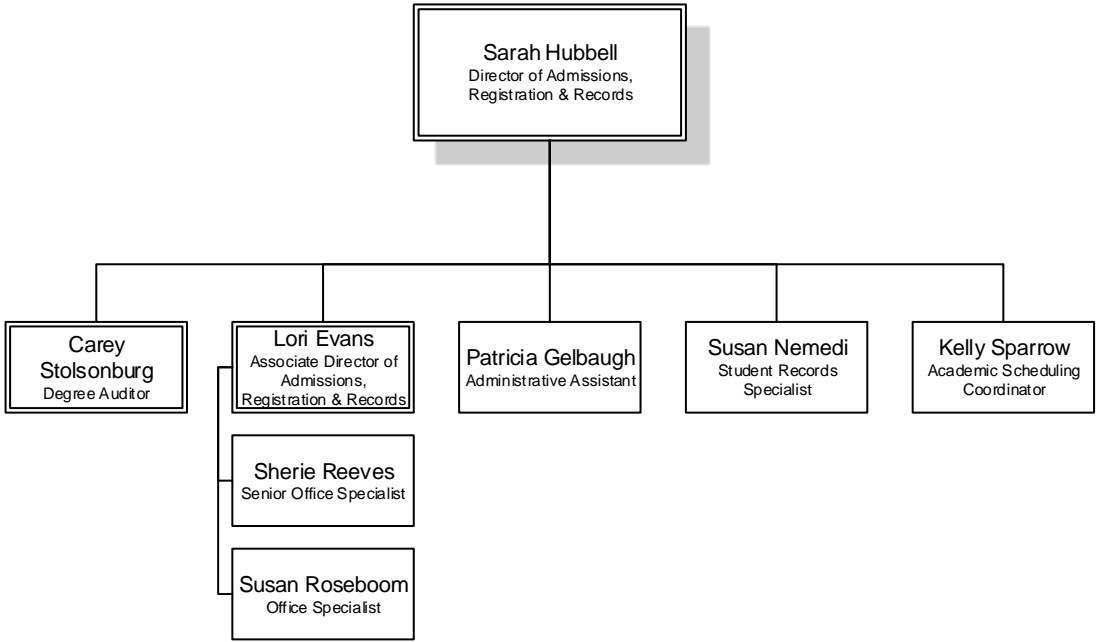 Sarah Hubbell
Director of Admissions,
Registration & Records
Carey
Stolsonburg
Degree Auditor
Lori Evans
Associate Director of
Admissions,
Registration & Records
Patricia Gelbaugh
Administrative Assistant
Susan Nemedi
Student Records
Specialist
Kelly Sparrow
Academic Scheduling
Coordinator
Sherie Reeves
Senior Office Specialist
Susan Roseboom
Office Specialist